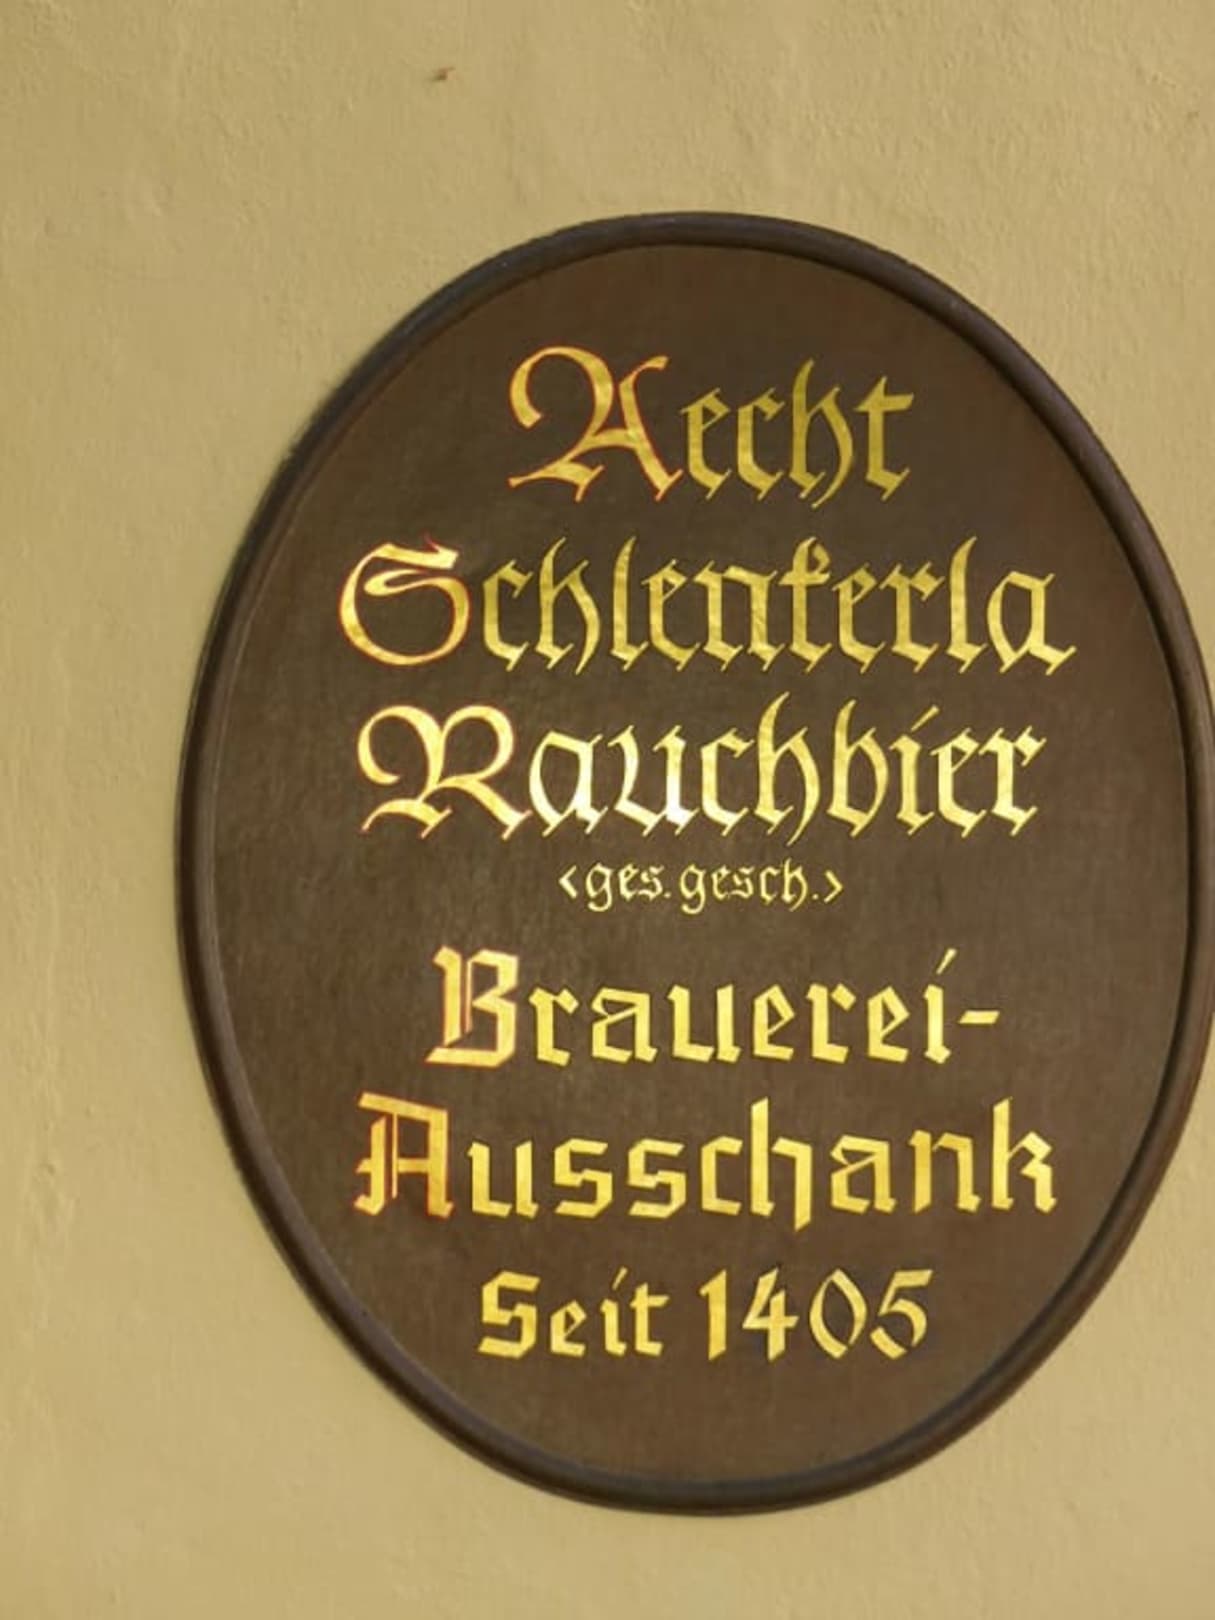 Aecht
Schlenkerla
Rauchbier
<ges. gesch.>
Brauerei-
Ausschank
Seit 1405